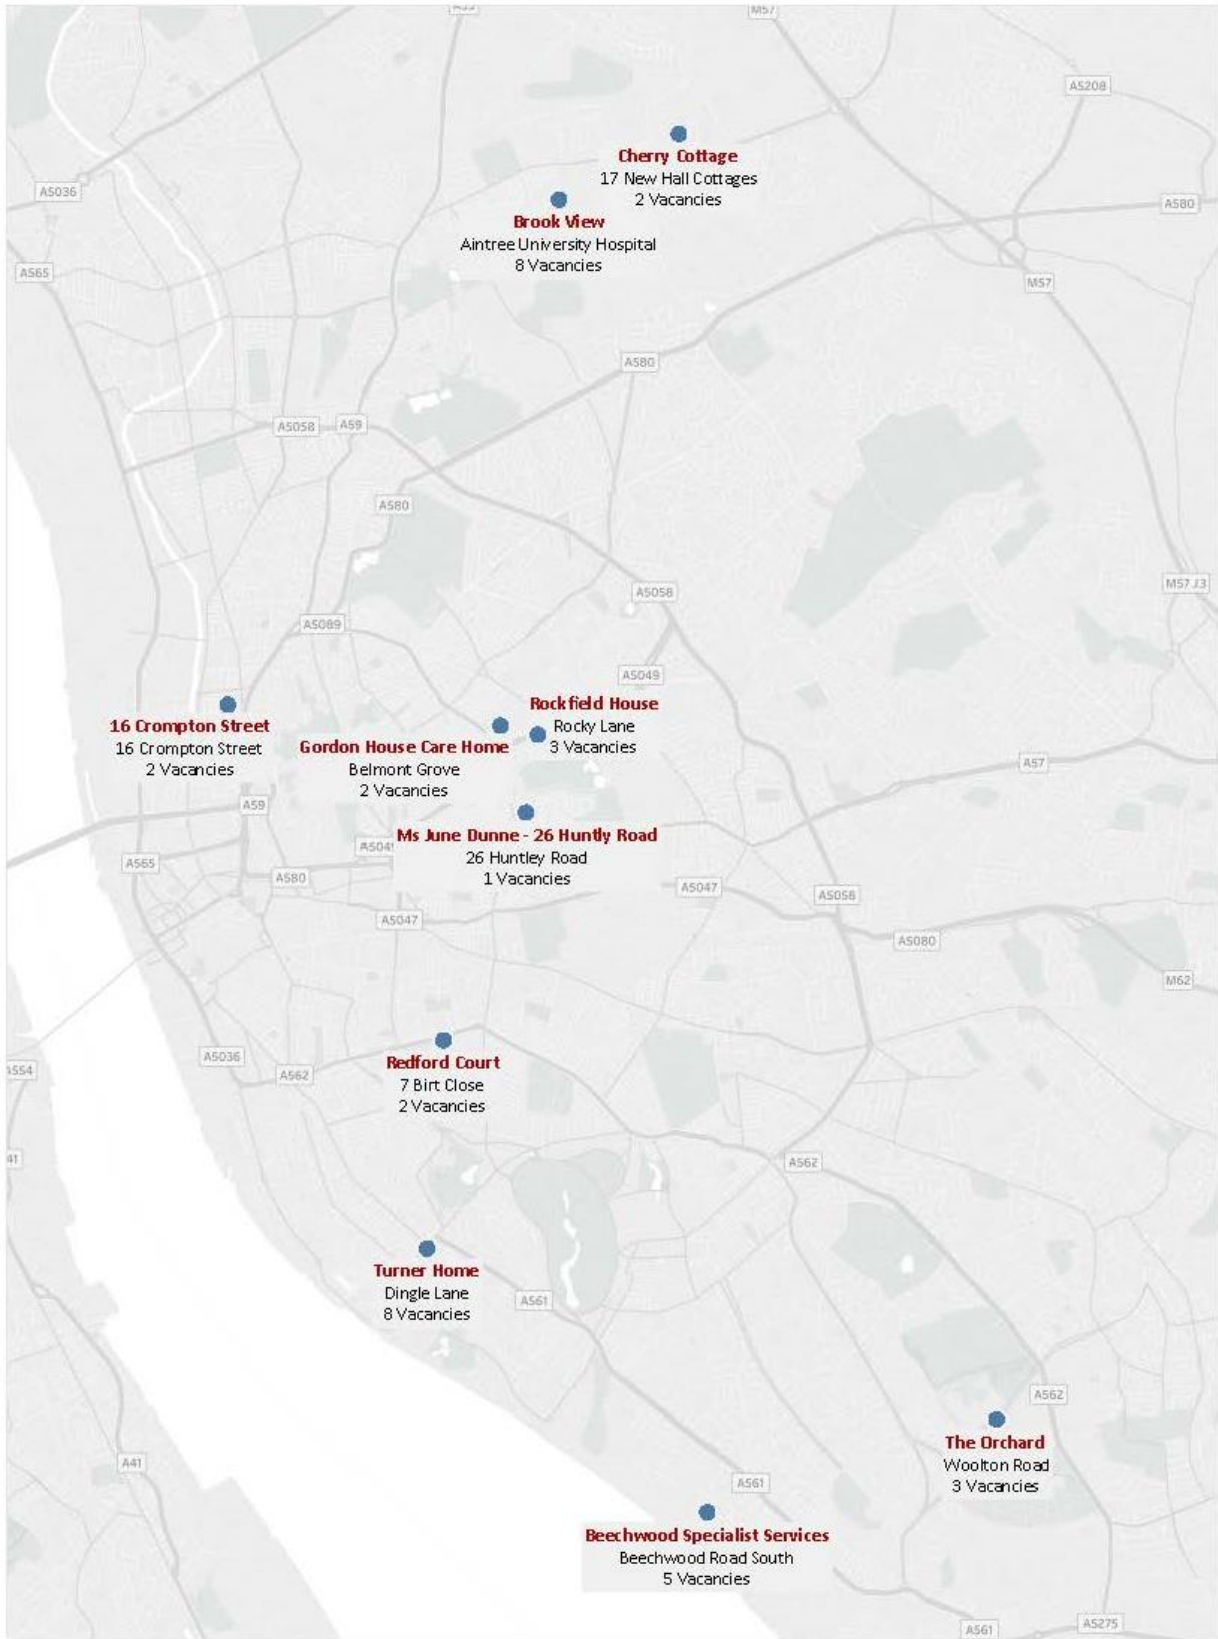 M57
A5208
Cherry Cottage
17 New Hall Cottages
2 Vacancies
A5036
A580
Brook View
Aintree University Hospital
8 Vacancies
A565
M57
A580
A5058
A59
A580
M57 J3
A5058
A5089
A5049
16 Crompton Street
16 Crompton Street
2 Vacancies
Rockfield House
Rocky Lane
3 Vacancies
Gordon House Care Home
Belmont Grove
2 Vacancies
A57
A59
Ms June Dunne - 26 Huntly Road
26 Huntley Road
1 Vacancies
A565
A580
A5047
A5058
A5047
A5080
M62
A5036
A562
Redford Court
7 Birt Close
2 Vacancies
A562
Turner Home
Dingle Lane
8 Vacancies
A561
A562
The Orchard
Woolton Road
3 Vacancies
A41
A561
Beechwood Specialist Services
Beechwood Road South
5 Vacancies
A561
A5275